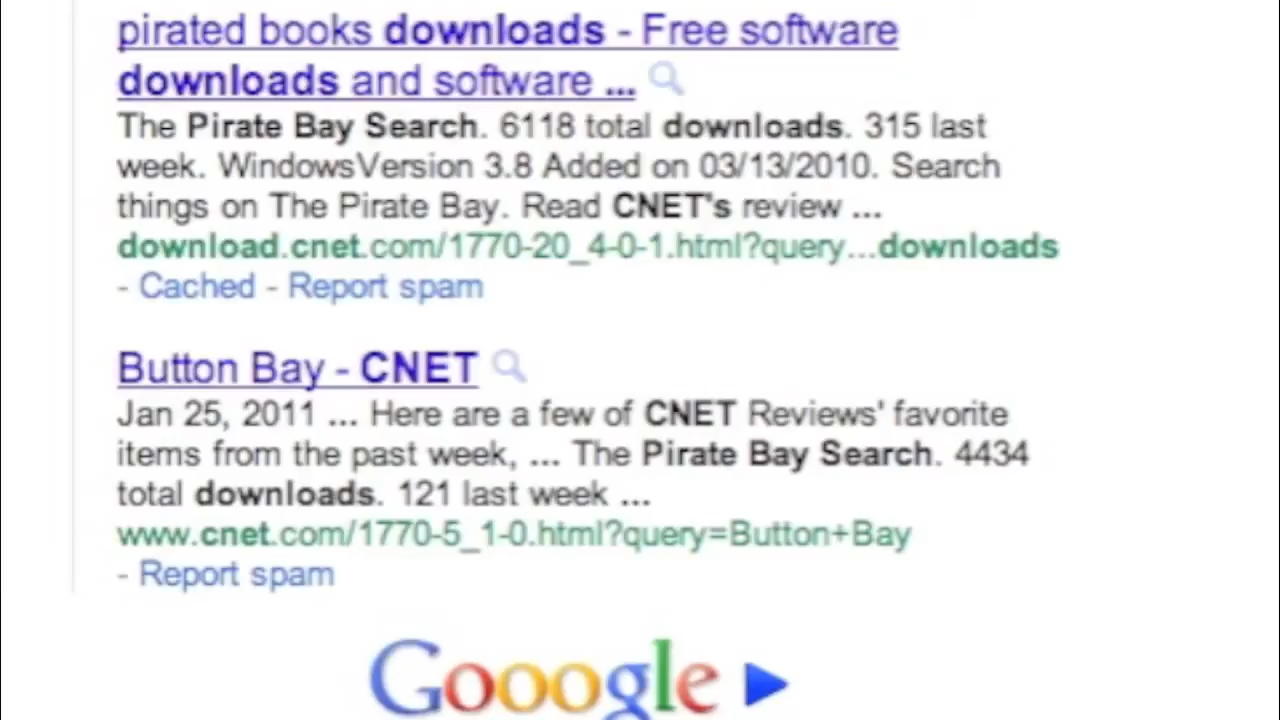 pirated books downloads - Free software
downloads and software ...
The Pirate Bay Search. 6118 total downloads. 315 last
week. WindowsVersion 3.8 Added on 03/13/2010. Search
things on The Pirate Bay. Read CNET's review ...
download.cnet.com/1770-20_4-0-1.html?query...downloads
- Cached - Report spam
Button Bay - CNET
Jan 25, 2011 ... Here are a few of CNET Reviews' favorite
items from the past week, ... The Pirate Bay Search. 4434
total downloads. 121 last week ...
www.cnet.com/1770-5_1-0.html?query=Button+Bay
- Report spam
Gooogle